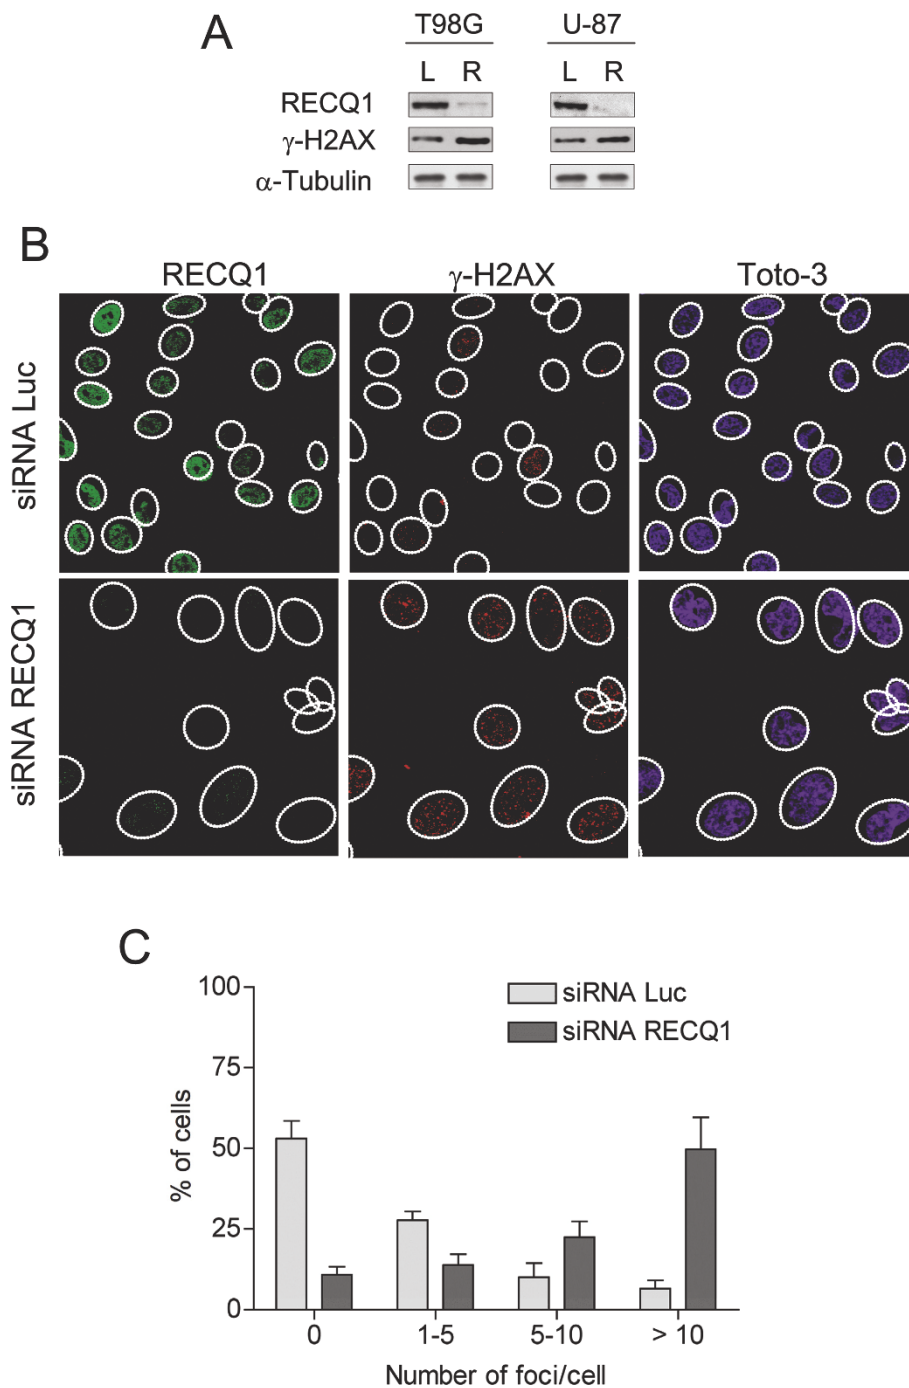 A
T98G U-87
L R L R
RECQ1
γ-H2AX
α-Tubulin
B
RECQ1 γ-H2AX Toto-3
siRNA Luc
siRNA RECQ1
C
siRNA Luc
siRNA RECQ1
% of cells
100
75
50
25
0
0 1-5 5-10 > 10
Number of foci/cell